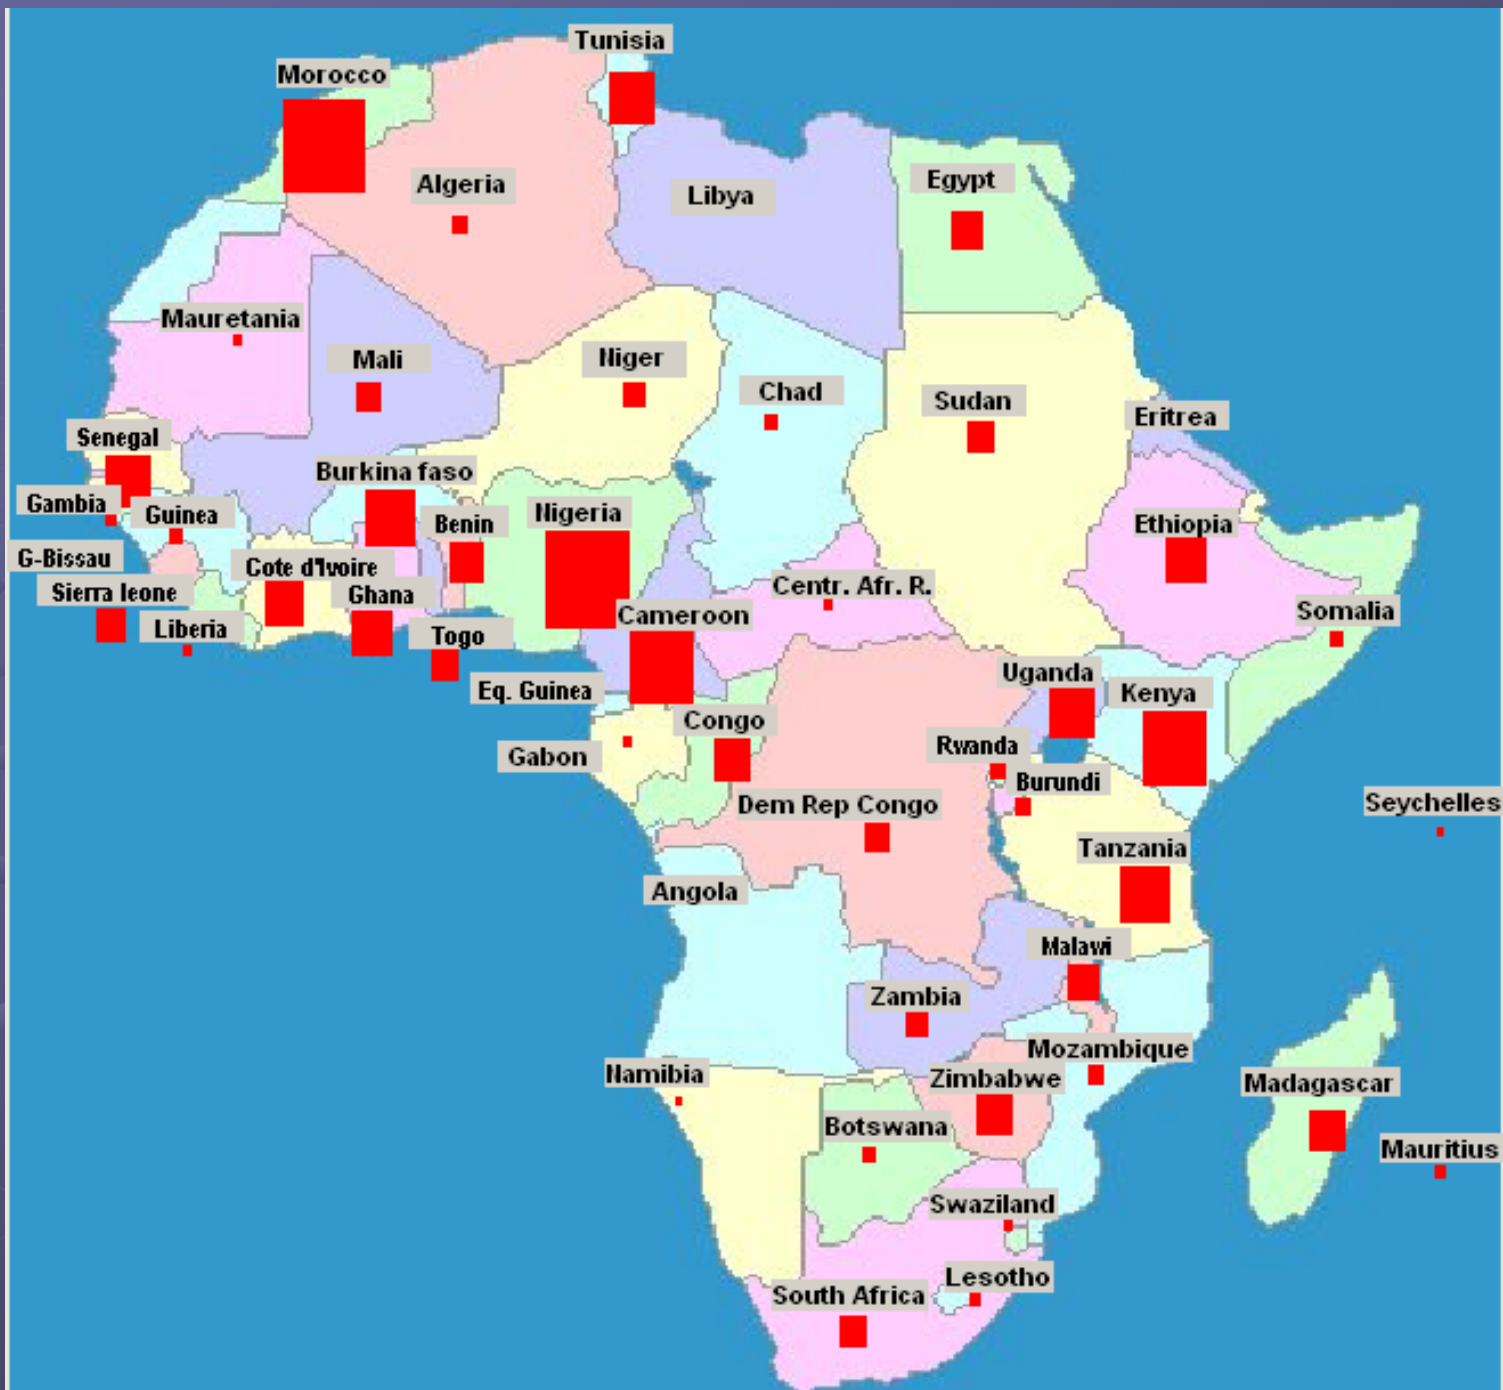 Tunisia
Morocco
Algeria
Libya
Egypt
Mauretania
Mali
Niger
Chad
Sudan
Eritrea
Senegal
Burkina faso
Gambia
Guinea
Benin
Nigeria
Ethiopia
G-Bissau
Cote d'Ivoire
Centr. Afr. R.
Sierra leone
Ghana
Liberia
Togo
Cameroon
Somalia
Eq. Guinea
Uganda
Kenya
Congo
Gabon
Rwanda
Burundi
Dem Rep Congo
Seychelles
Tanzania
Angola
Malawi
Zambia
Mozambique
Namibia
Zimbabwe
Madagascar
Botswana
Mauritius
Swaziland
Lesotho
South Africa